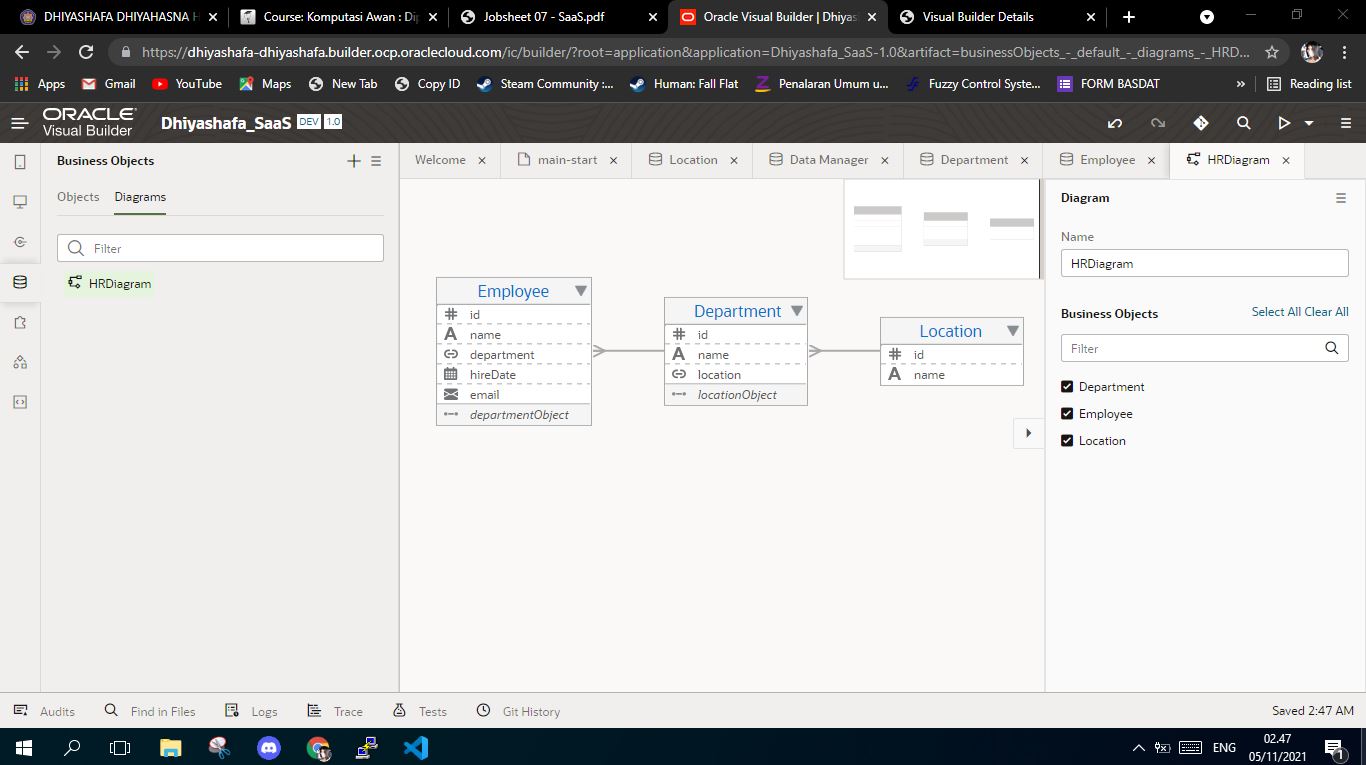 DHIYASHAFA DHIYAHASNA H
Course: Komputasi Awan : Dip
Jobsheet 07 - SaaS.pdf
Oracle Visual Builder | Dhiyash
Visual Builder Details
https://dhiyashafa-dhiyashafa.builder.ocp.oraclecloud.com/ic/builder/?root=application&application=Dhiyashafa_SaaS-1.0&artifact=businessObjects_-_default_-_diagrams_-_HRD...
Apps
Gmail
YouTube
Maps
New Tab
Copy ID
Steam Community :...
Human: Fall Flat
Penalaran Umum u...
Fuzzy Control Syste...
FORM BASDAT
»
Reading list
ORACLE
Visual Builder
Dhiyashafa_SaaS DEV 1.0
Business Objects
Welcome
main-start
Location
Data Manager
Department
Employee
HRDiagram
Objects
Diagrams
Filter
HRDiagram
Employee
id
name
department
hireDate
email
departmentObject
Department
id
name
location
locationObject
Location
id
name
Diagram
Name
HRDiagram
Business Objects
Select All Clear All
Filter
Department
Employee
Location
Audits
Find in Files
Logs
Trace
Tests
Git History
Saved 2:47 AM
ENG
02.47
05/11/2021
1